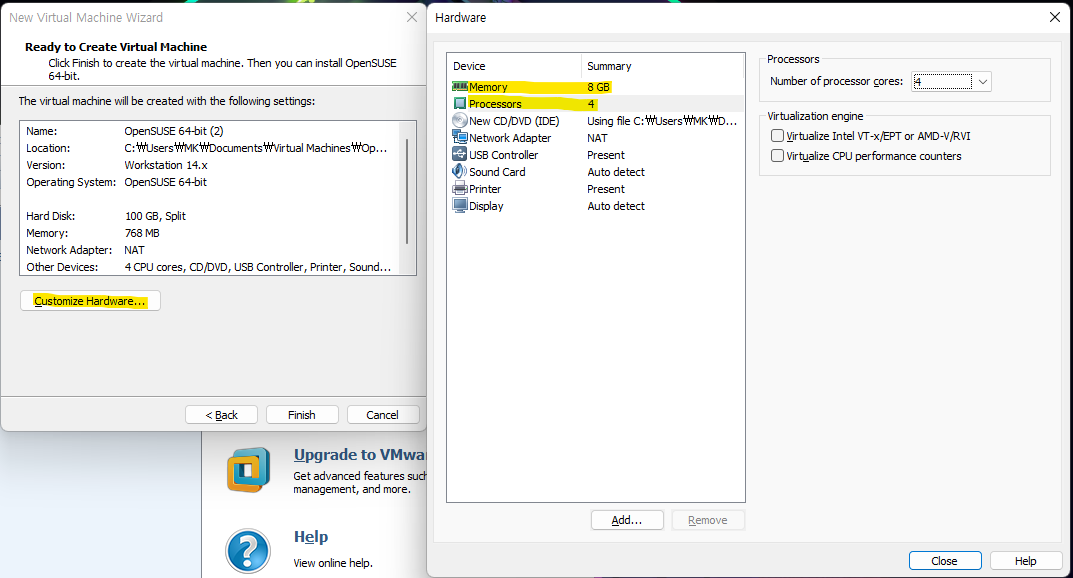 New Virtual Machine Wizard
Ready to Create Virtual Machine
Click Finish to create the virtual machine. Then you can install OpenSUSE
64-bit.
The virtual machine will be created with the following settings:
Name: OpenSUSE 64-bit (2)
Location: C:₩Users₩MK₩Documents₩Virtual Machines₩Op...
Version: Workstation 14.x
Operating System: OpenSUSE 64-bit
Hard Disk: 100 GB, Split
Memory: 768 MB
Network Adapter: NAT
Other Devices: 4 CPU cores, CD/DVD, USB Controller, Printer, Sound...
Customize Hardware...
< Back Finish Cancel
Upgrade to VMwa
Get advanced features such
management, and more.
Help
View online help.
Hardware
Device Summary
Memory 8 GB
Processors 4
New CD/DVD (IDE) Using file C:₩Users₩MK₩D...
Network Adapter NAT
USB Controller Present
Sound Card Auto detect
Printer Present
Display Auto detect
Add... Remove
Processors
Number of processor cores: 4
Virtualization engine
Virtualize Intel VT-x/EPT or AMD-V/RVI
Virtualize CPU performance counters
Close Help